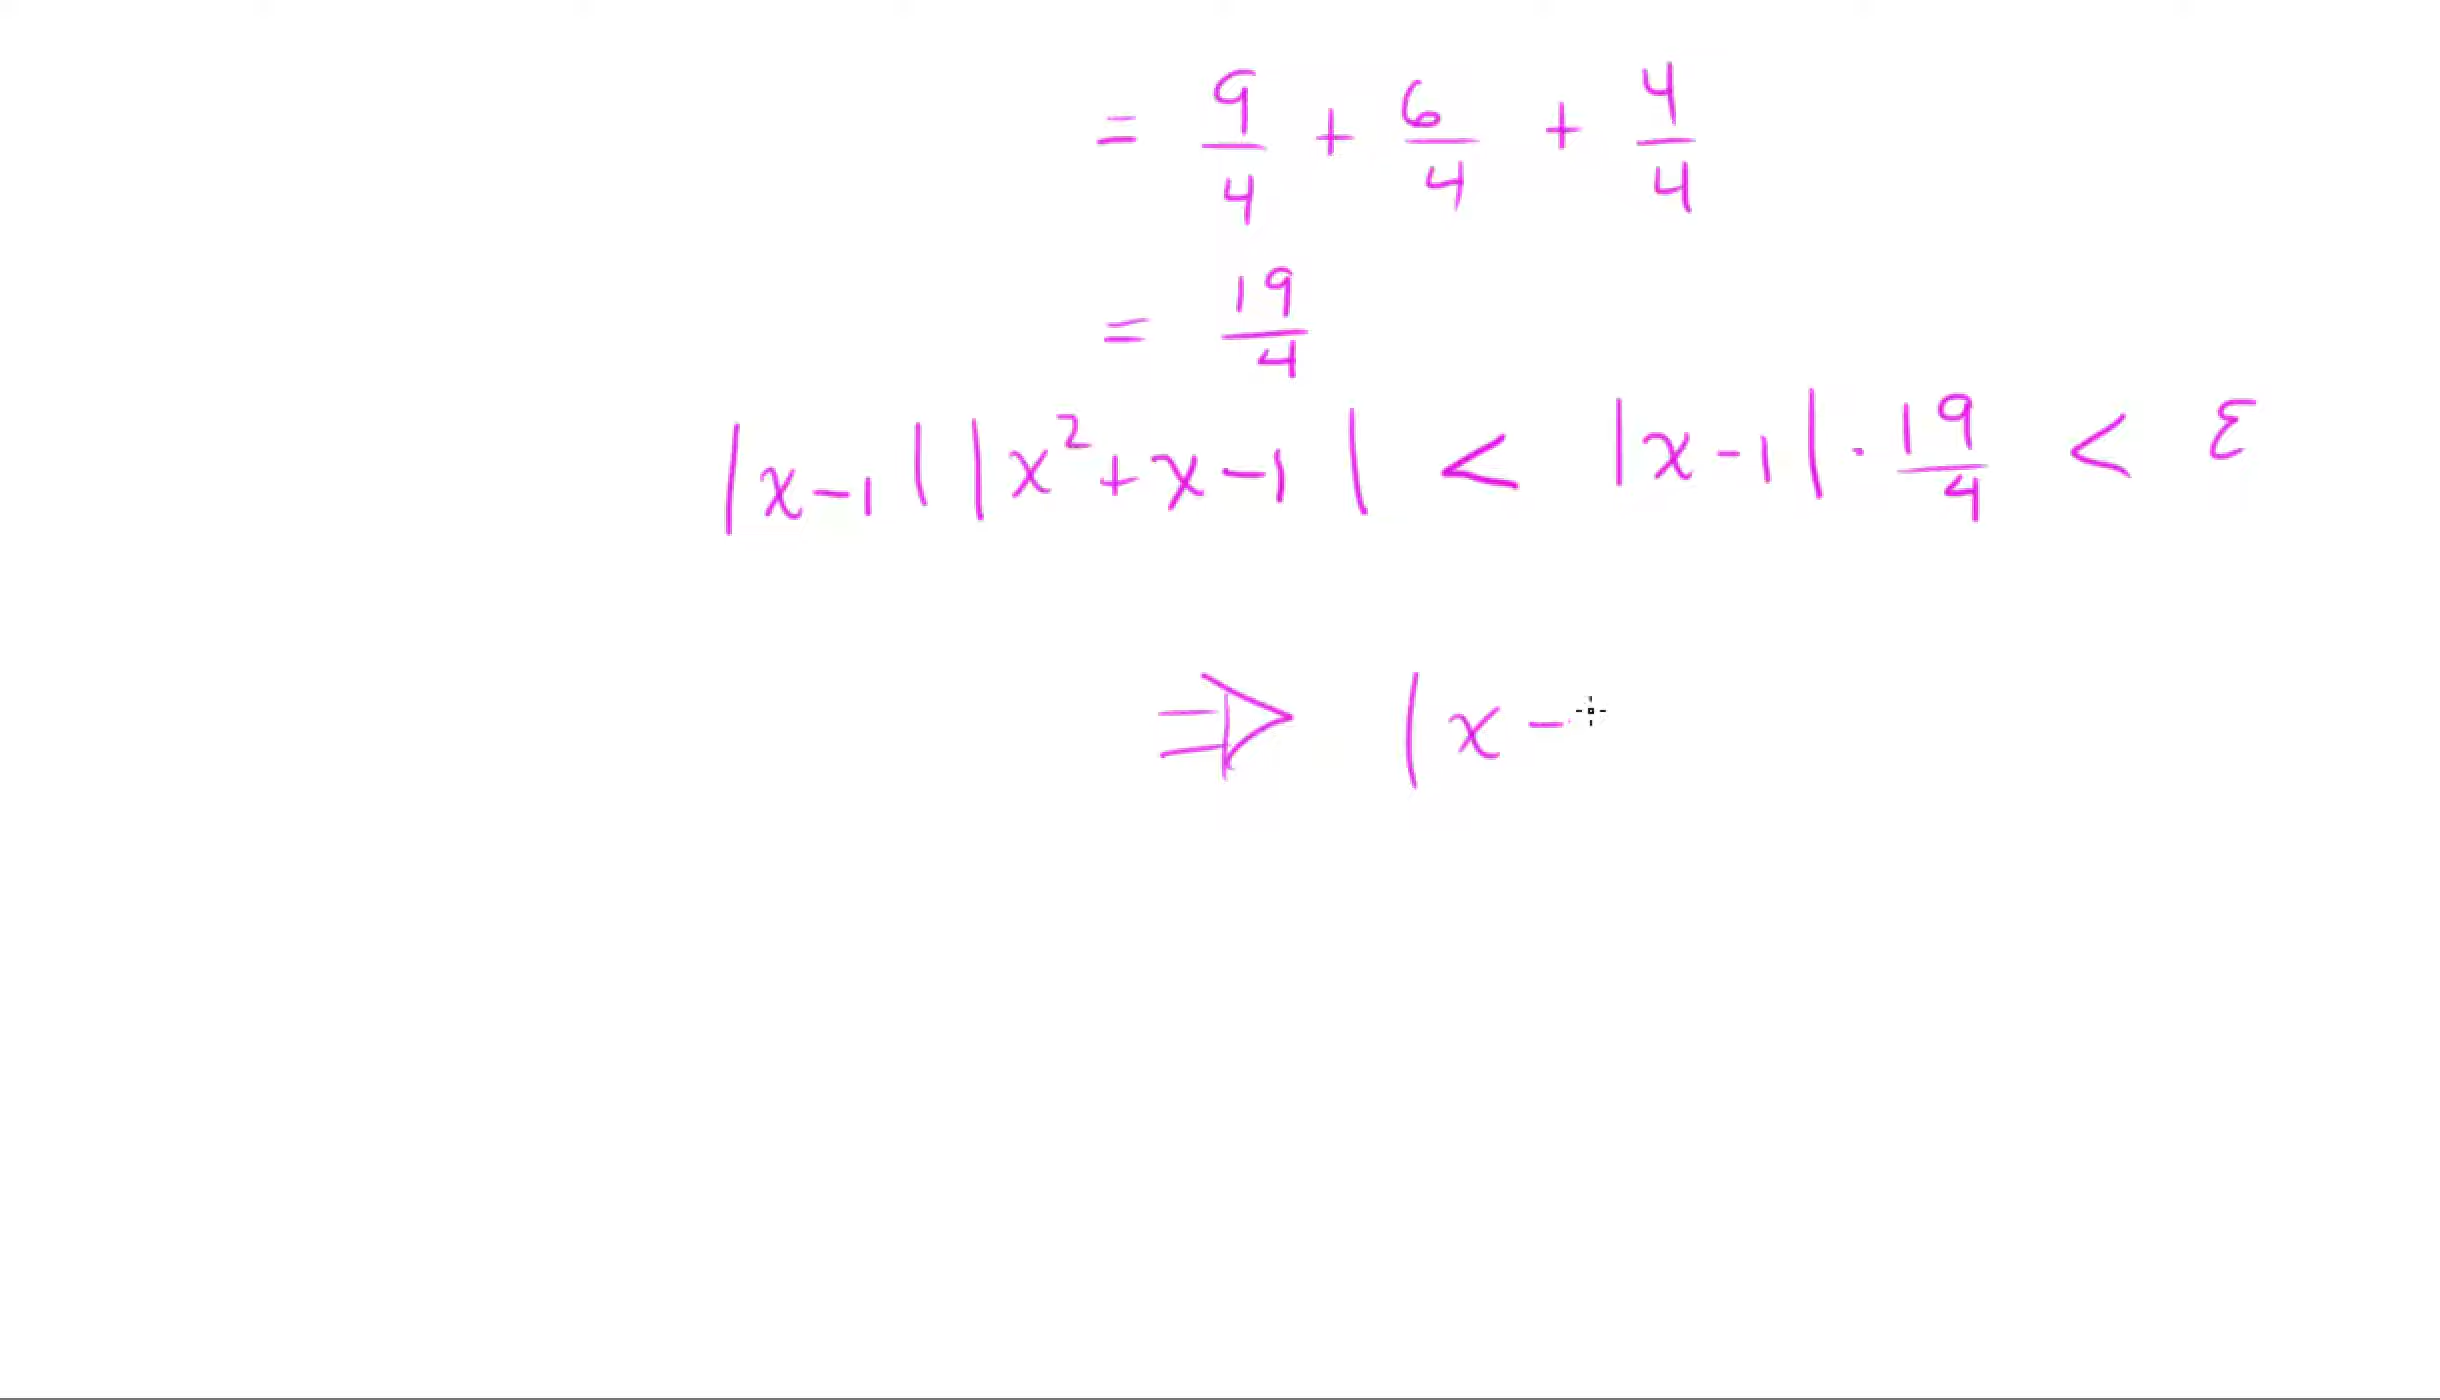 = 9/4 + 6/4 + 4/4
= 19/4
|x-1||x²+x-1| < |x-1|·19/4 < ε
⇒ |x-